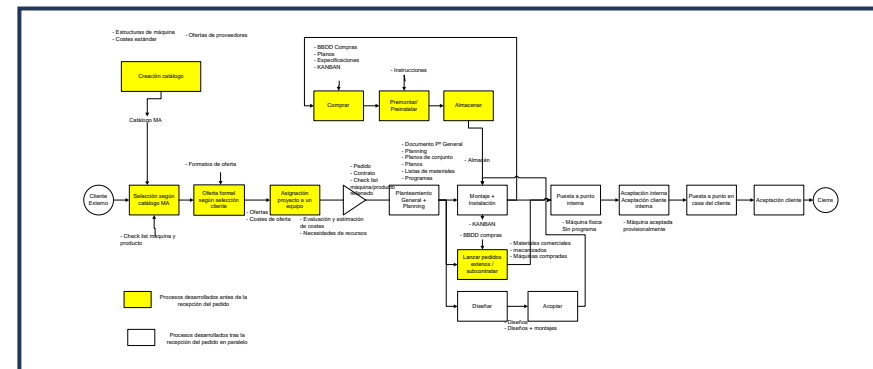 - Estructuras de máquina
- Costes estándar
- Ofertas de proveedores
Creación catálogo
Catálogo MA
- BBDD Compras
- Planos
- Especificaciones
- KANBAN
- Instrucciones
Comprar
Premontar/
Preinstalar
Almacenar
- Almacén
- Formatos de oferta
- Pedido
- Contrato
- Check list
máquina/producto
rellenado
- Documento Pº General
- Planning
- Planos de conjunto
- Planos
- Listas de materiales
- Programas
Cliente
Externo
Selección según
catálogo MA
Oferta formal
según selección
cliente
Asignación
proyecto a un
equipo
Planteamiento
General +
Planning
Montaje +
Instalación
Puesta a punto
interna
Aceptación interna
Aceptación cliente
interna
Puesta a punto en
casa del cliente
Aceptación cliente
Cierre
- Check list máquina y
producto
- Ofertas
- Costes de oferta
- Evaluación y estimación
de costes
- Necesidades de recursos
- KANBAN
- BBDD compras
- Máquina física
Sin programa
- Máquina aceptada
provisionalmente
Lanzar pedidos
extenos /
subcontratar
- Materiales comerciales
- mecanizados
- Máquinas compradas
Diseñar
Acopiar
- Diseños
- Diseños + montajes
Procesos desarrollados antes de la
recepción del pedido
Procesos desarrollados tras la
recepción del pedido en paralelo